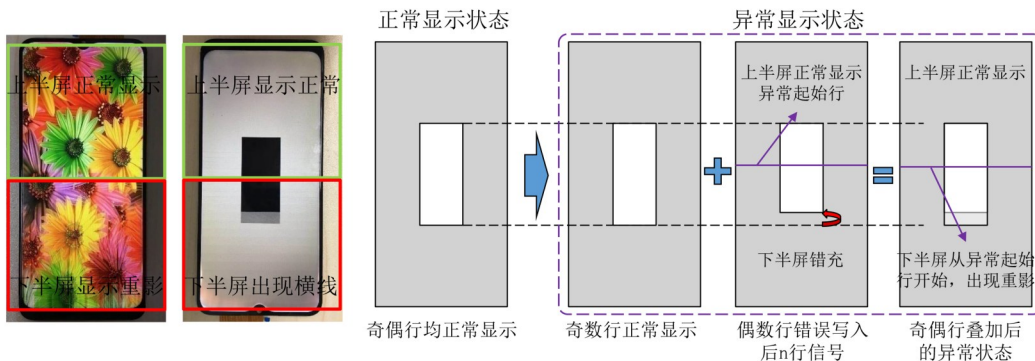 正常显示状态
异常显示状态
上半屏正常显示
上半屏显示正常
下半屏显示重影
下半屏出现横线
上半屏正常显示
异常起始行
上半屏正常显示
下半屏错充
下半屏从异常起始
行开始，出现重影
奇偶行均正常显示
奇数行正常显示
偶数行错误写入
后n行信号
奇偶行叠加后
的异常状态